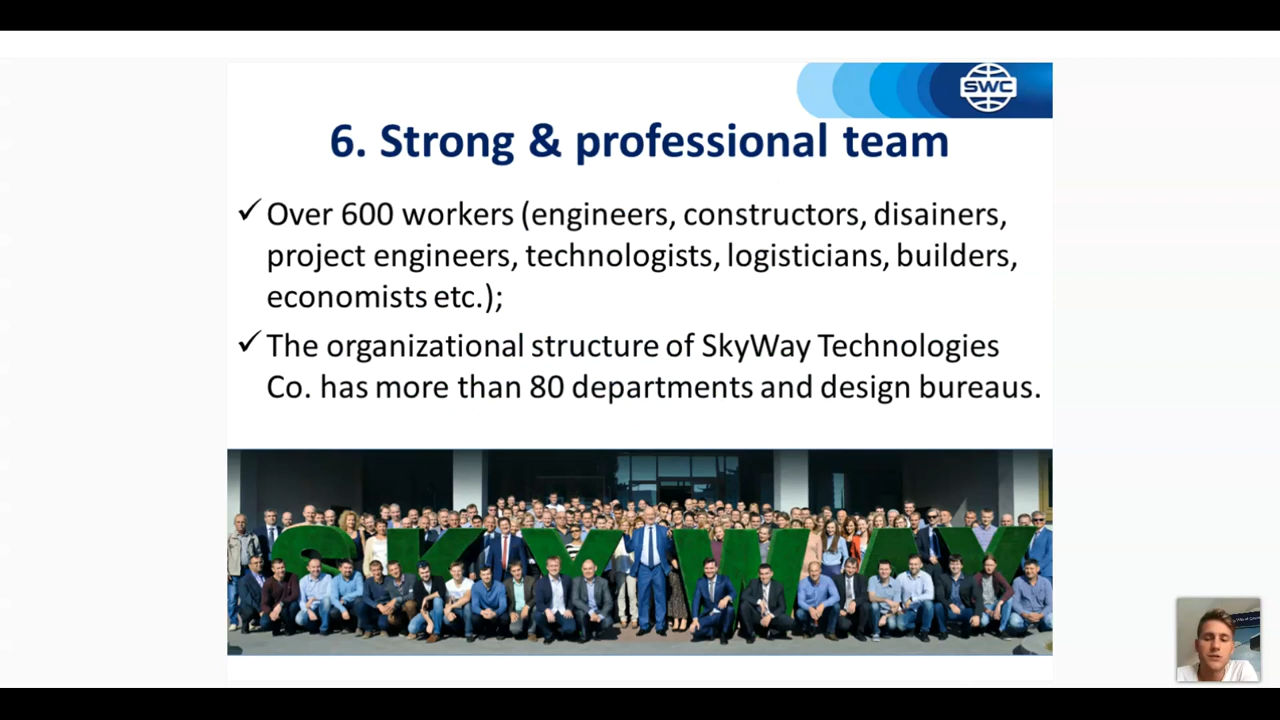 SWC
6. Strong & professional team
✓ Over 600 workers (engineers, constructors, disainers,
project engineers, technologists, logisticians, builders,
economists etc.);
✓ The organizational structure of SkyWay Technologies
Co. has more than 80 departments and design bureaus.
SKYWAY